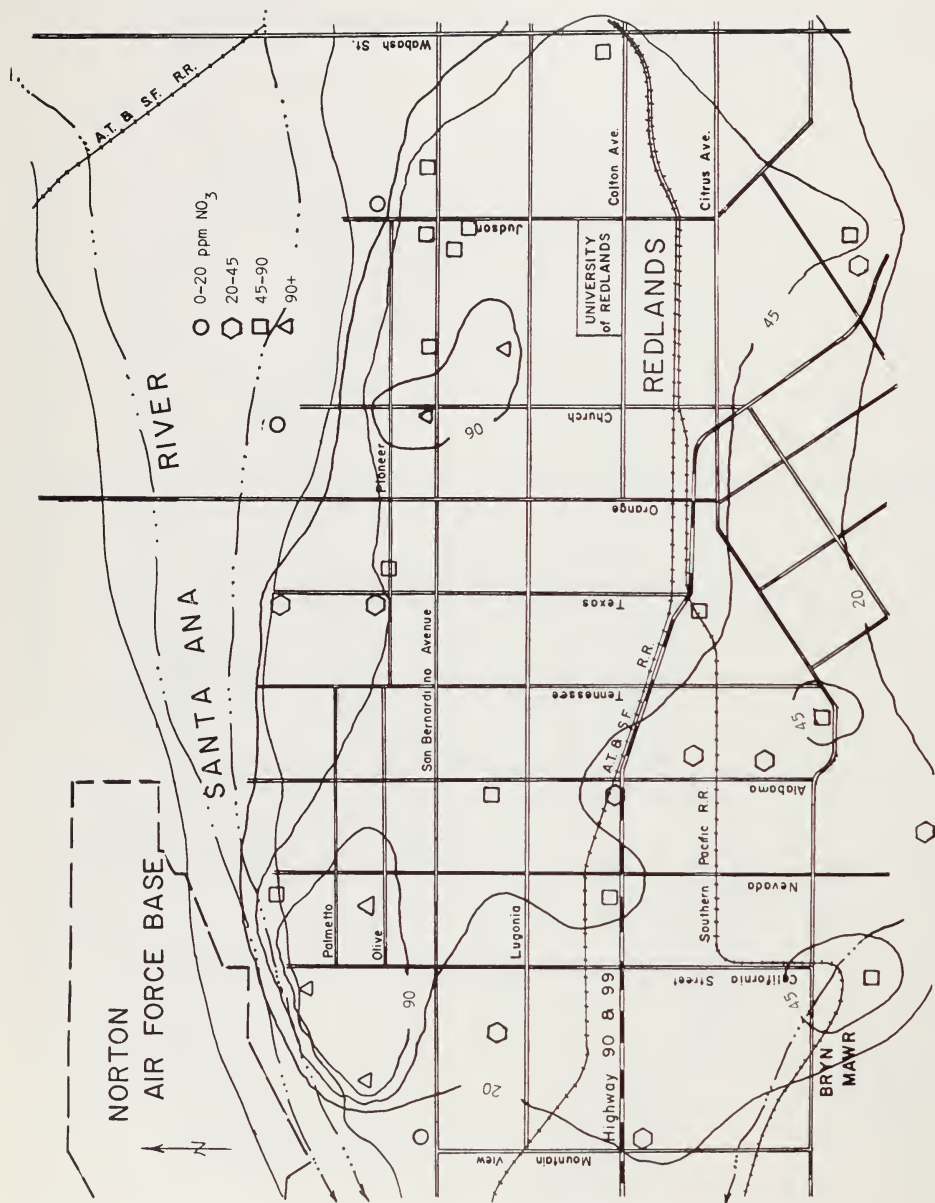 NORTON
AIR FORCE BASE
SANTA ANA
RIVER
A.T. & S.F. R.R.
0-20 ppm NO3
20-45
45-90
90+
Wabash St.
Judson
Pioneer
Church
Orange
Texas
Tennessee
San Bernardino Avenue
Palmetto
Olive
Lugonia
Colton Ave.
Citrus Ave.
UNIVERSITY
of REDLANDS
REDLANDS
90
90
45
45
45
20
20
A.T. & S.F. R.R.
Southern Pacific R.R.
Alabama
Nevada
California
Street
Highway 90 & 99
Mountain
View
BRYN
MAWR
N